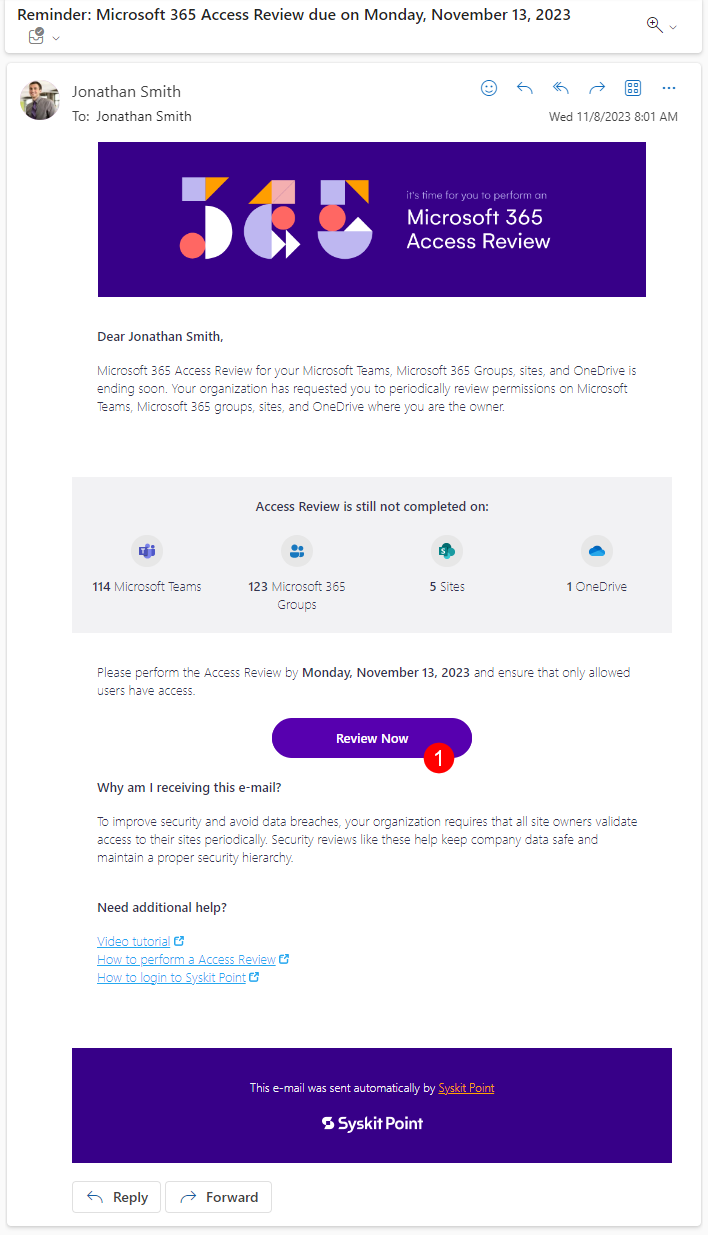 Reminder: Microsoft 365 Access Review due on Monday, November 13, 2023
Jonathan Smith
To: Jonathan Smith
Wed 11/8/2023 8:01 AM
365
it's time for you to perform an
Microsoft 365
Access Review
Dear Jonathan Smith,
Microsoft 365 Access Review for your Microsoft Teams, Microsoft 365 Groups, sites, and OneDrive is
ending soon. Your organization has requested you to periodically review permissions on Microsoft
Teams, Microsoft 365 groups, sites, and OneDrive where you are the owner.
Access Review is still not completed on:
114 Microsoft Teams
123 Microsoft 365
Groups
5 Sites
1 OneDrive
Please perform the Access Review by Monday, November 13, 2023 and ensure that only allowed
users have access.
Review Now
1
Why am I receiving this e-mail?
To improve security and avoid data breaches, your organization requires that all site owners validate
access to their sites periodically. Security reviews like these help keep company data safe and
maintain a proper security hierarchy.
Need additional help?
Video tutorial
How to perform a Access Review
How to login to Syskit Point
This e-mail was sent automatically by Syskit Point
Syskit Point
Reply
Forward